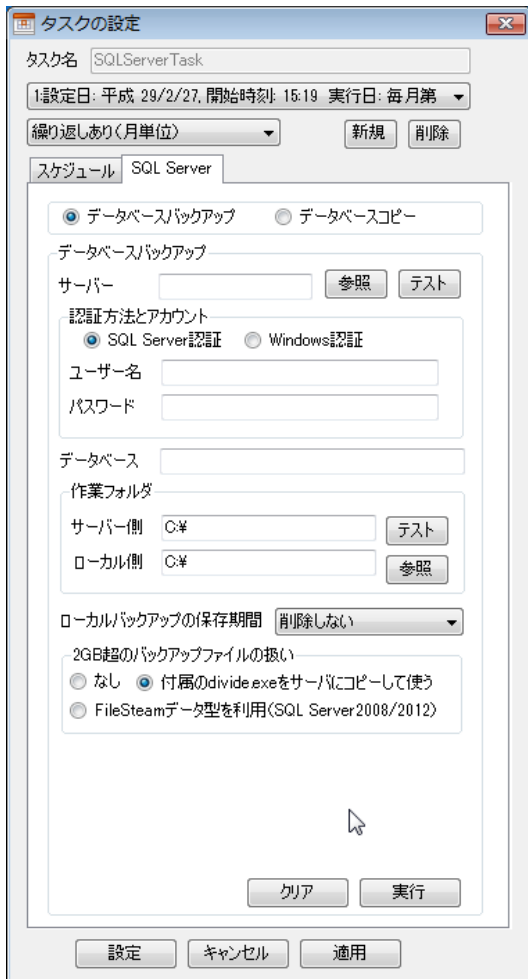 タスクの設定
タスク名 SQLServerTask
1:設定日: 平成 29/2/27, 開始時刻: 15:19 実行日: 毎月第
繰り返しあり(月単位) 新規 削除
スケジュール SQL Server
データベースバックアップ データベースコピー
データベースバックアップ
サーバー 参照 テスト
認証方法とアカウント
SQL Server認証 Windows認証
ユーザー名
パスワード
データベース
作業フォルダ
サーバー側 C:¥ テスト
ローカル側 C:¥ 参照
ローカルバックアップの保存期間 削除しない
2GB超のバックアップファイルの扱い
なし 付属のdivide.exeをサーバにコピーして使う
FileSteamデータ型を利用(SQL Server2008/2012)
クリア 実行
設定 キャンセル 適用